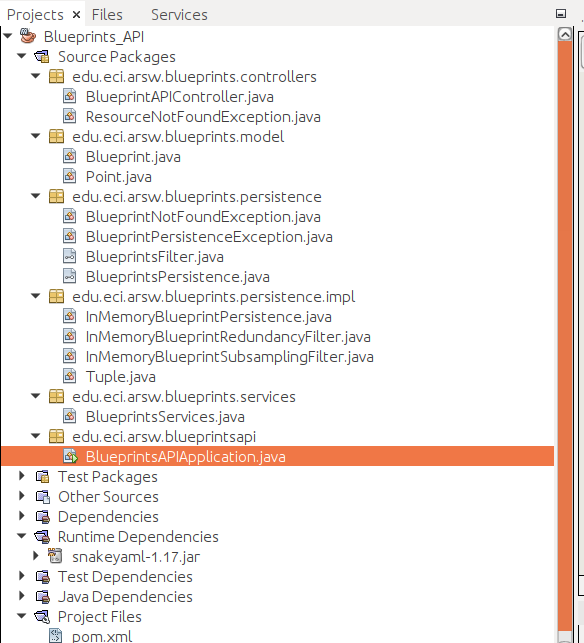 Projects × Files Services
Blueprints_API
Source Packages
edu.eci.arsw.blueprints.controllers
BlueprintAPIController.java
ResourceNotFoundException.java
edu.eci.arsw.blueprints.model
Blueprint.java
Point.java
edu.eci.arsw.blueprints.persistence
BlueprintNotFoundException.java
BlueprintPersistenceException.java
BlueprintsFilter.java
BlueprintsPersistence.java
edu.eci.arsw.blueprints.persistence.impl
InMemoryBlueprintPersistence.java
InMemoryBlueprintRedundancyFilter.java
InMemoryBlueprintSubsamplingFilter.java
Tuple.java
edu.eci.arsw.blueprints.services
BlueprintsServices.java
edu.eci.arsw.blueprintsapi
BlueprintsAPIApplication.java
Test Packages
Other Sources
Dependencies
Runtime Dependencies
snakeyaml-1.17.jar
Test Dependencies
Java Dependencies
Project Files
pom.xml